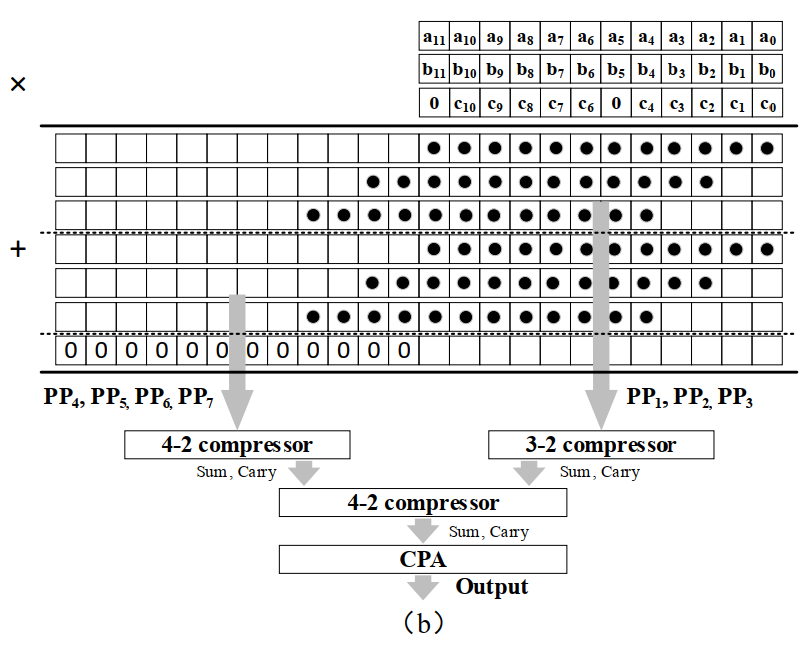 a11 a10 a9 a8 a7 a6 a5 a4 a3 a2 a1 a0
b11 b10 b9 b8 b7 b6 b5 b4 b3 b2 b1 b0
×
0 c10 c9 c8 c7 c6 0 c4 c3 c2 c1 c0
+
0 0 0 0 0 0 0 0 0 0 0 0
PP4, PP5, PP6, PP7
PP1, PP2, PP3
4-2 compressor
3-2 compressor
Sum, Carry
Sum, Carry
4-2 compressor
Sum, Carry
CPA
Output
(b)